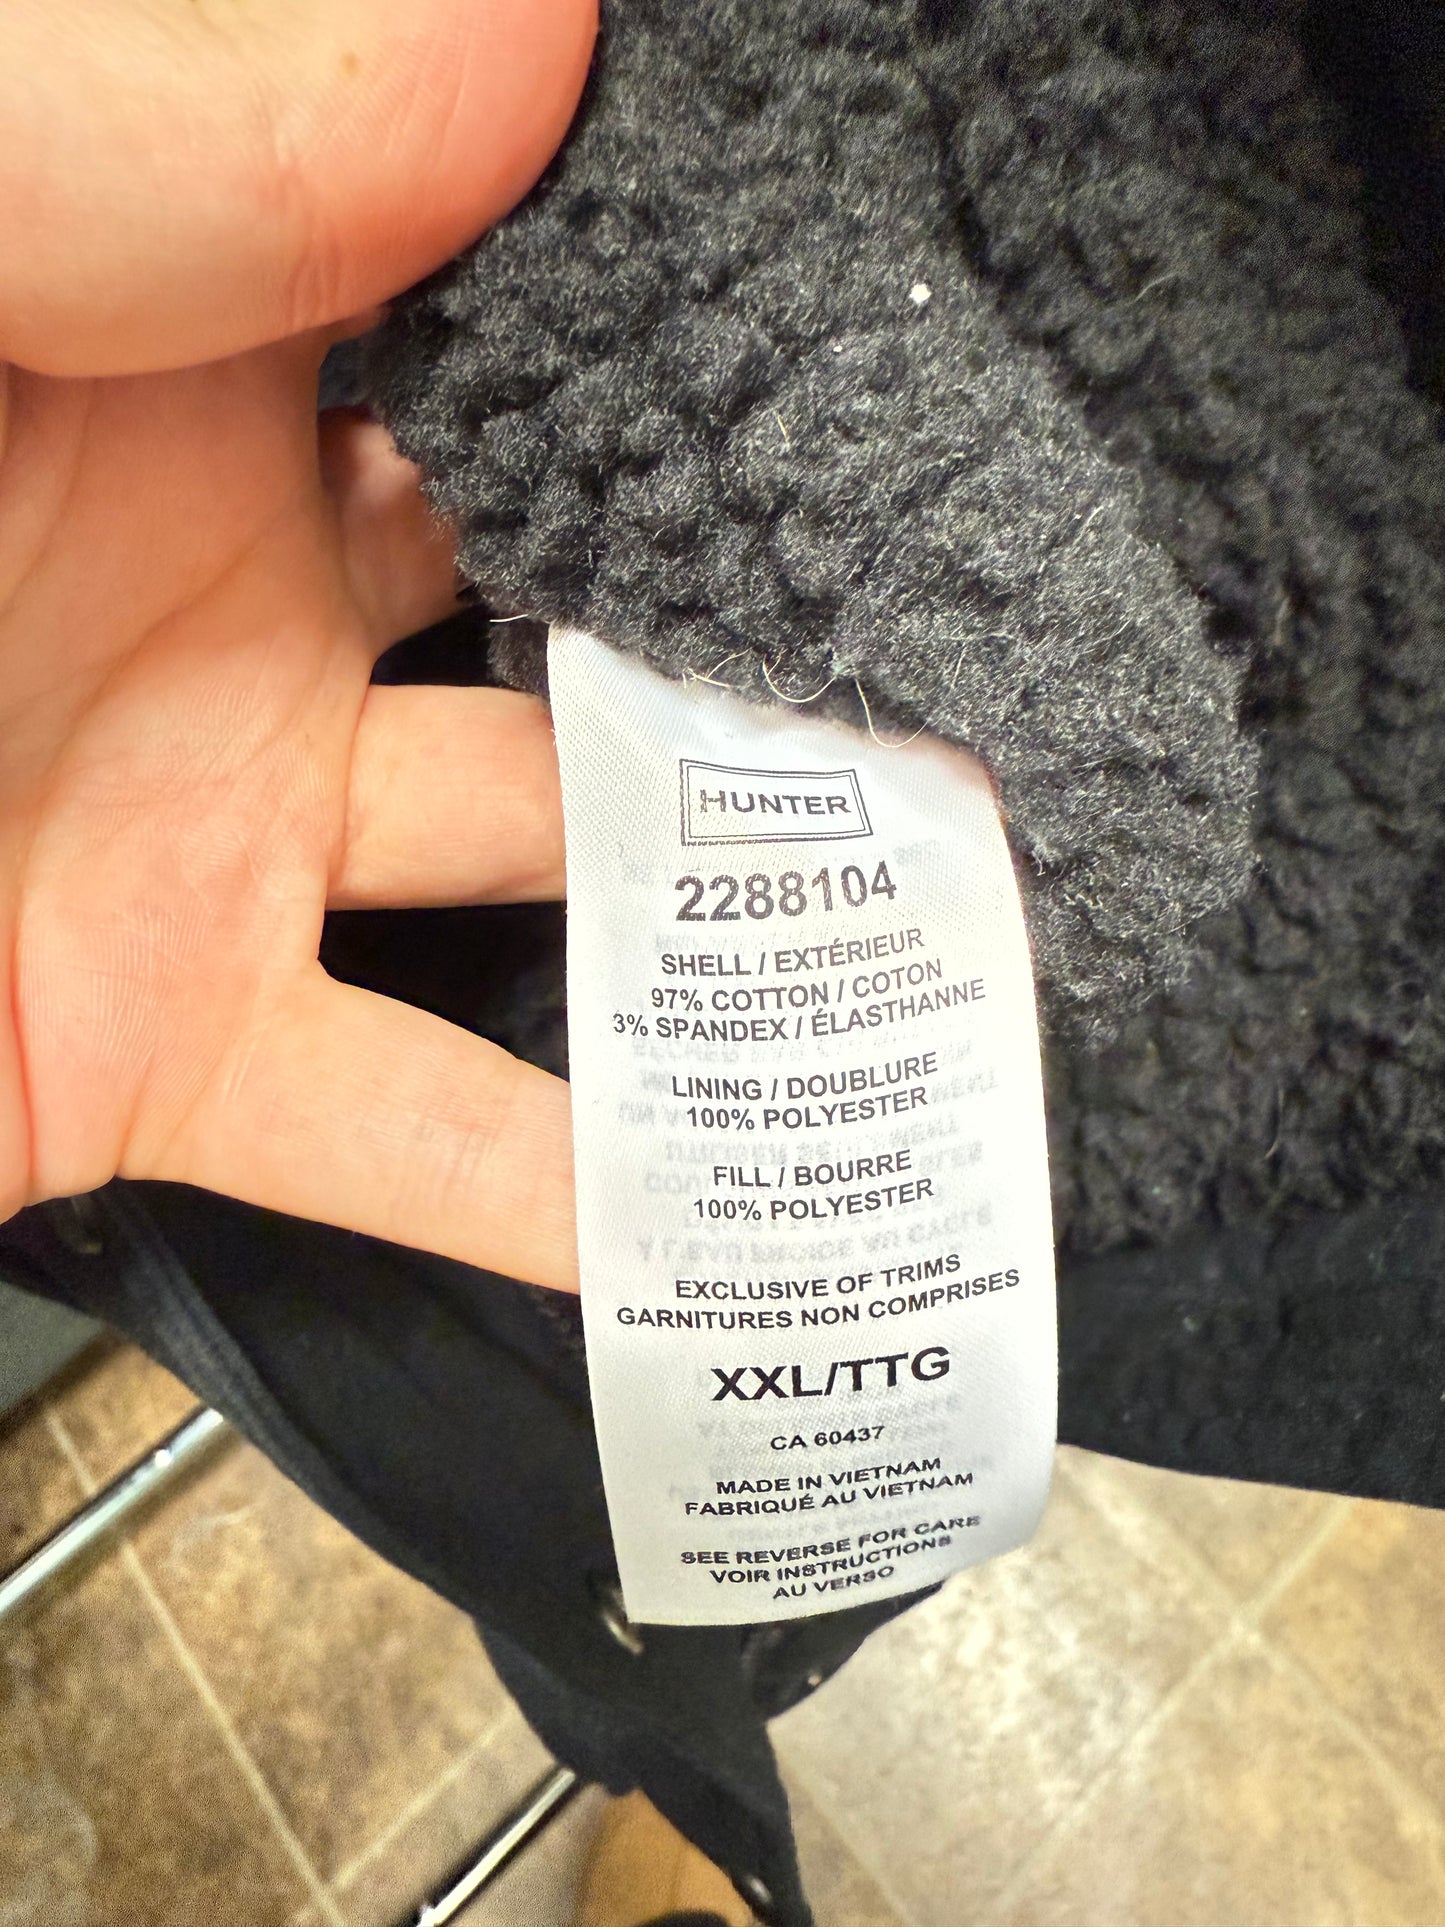 HUNTER
2288104
SHELL / EXTÉRIEUR
97% COTTON / COTON
3% SPANDEX / ÉLASTHANNE
LINING / DOUBLURE
100% POLYESTER
FILL / BOURRE
100% POLYESTER
EXCLUSIVE OF TRIMS
GARNITURES NON COMPRISES
XXL/TTG
CA 60437
MADE IN VIETNAM
FABRIQUÉ AU VIETNAM
SEE REVERSE FOR CARE
VOIR INSTRUCTIONS
AU VERSO